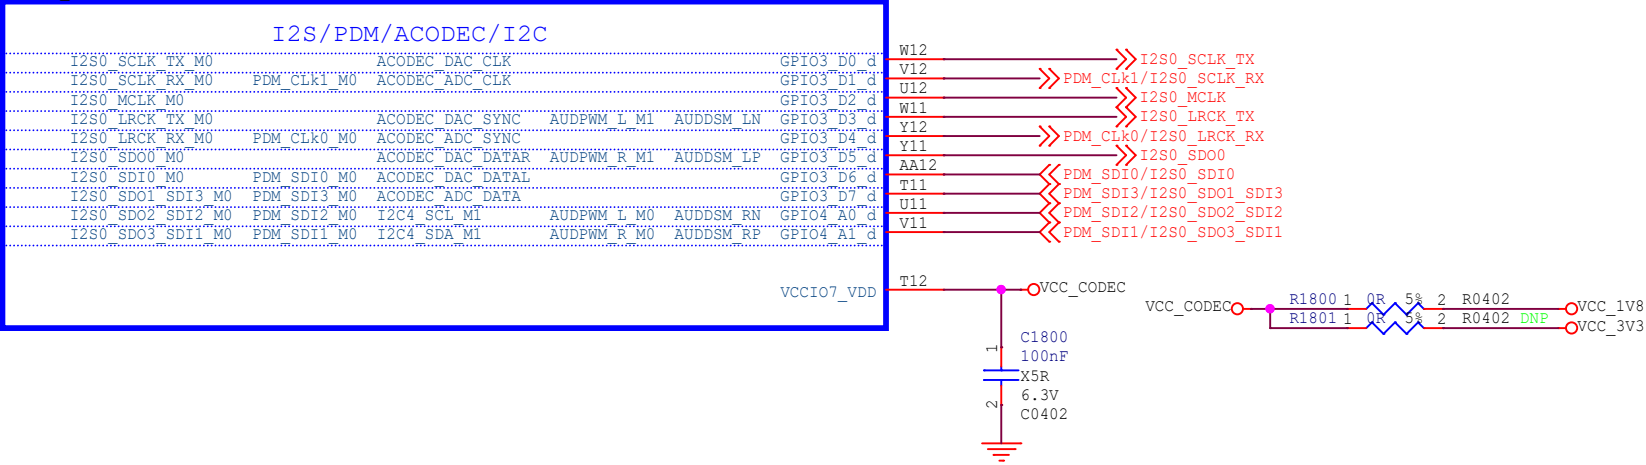 I2S/PDM/ACODEC/I2C
I2S0_SCLK_TX_M0 ACODEC_DAC_CLK GPIO3_D0_d W12 I2S0_SCLK_TX
I2S0_SCLK_RX_M0 PDM_CLk1_M0 ACODEC_ADC_CLK GPIO3_D1_d V12 PDM_CLk1/I2S0_SCLK_RX
I2S0_MCLK_M0 GPIO3_D2_d U12 I2S0_MCLK
I2S0_LRCK_TX_M0 ACODEC_DAC_SYNC AUDPWM_L_M1 AUDDSM_LN GPIO3_D3_d W11 I2S0_LRCK_TX
I2S0_LRCK_RX_M0 PDM_CLk0_M0 ACODEC_ADC_SYNC GPIO3_D4_d Y12 PDM_CLk0/I2S0_LRCK_RX
I2S0_SDO0_M0 ACODEC_DAC_DATAR AUDPWM_R_M1 AUDDSM_LP GPIO3_D5_d Y11 I2S0_SDO0
I2S0_SDI0_M0 PDM_SDI0_M0 ACODEC_DAC_DATAL GPIO3_D6_d AA12 PDM_SDI0/I2S0_SDI0
I2S0_SDO1_SDI3_M0 PDM_SDI3_M0 ACODEC_ADC_DATA GPIO3_D7_d T11 PDM_SDI3/I2S0_SDO1_SDI3
I2S0_SDO2_SDI2_M0 PDM_SDI2_M0 I2C4_SCL_M1 AUDPWM_L_M0 AUDDSM_RN GPIO4_A0_d U11 PDM_SDI2/I2S0_SDO2_SDI2
I2S0_SDO3_SDI1_M0 PDM_SDI1_M0 I2C4_SDA_M1 AUDPWM_R_M0 AUDDSM_RP GPIO4_A1_d V11 PDM_SDI1/I2S0_SDO3_SDI1
VCCIO7_VDD T12 VCC_CODEC
VCC_CODEC R1800 1 0R 5% 2 R0402 VCC_1V8
R1801 1 0R 5% 2 R0402 DNP VCC_3V3
C1800
1 100nF
X5R
6.3V
2 C0402